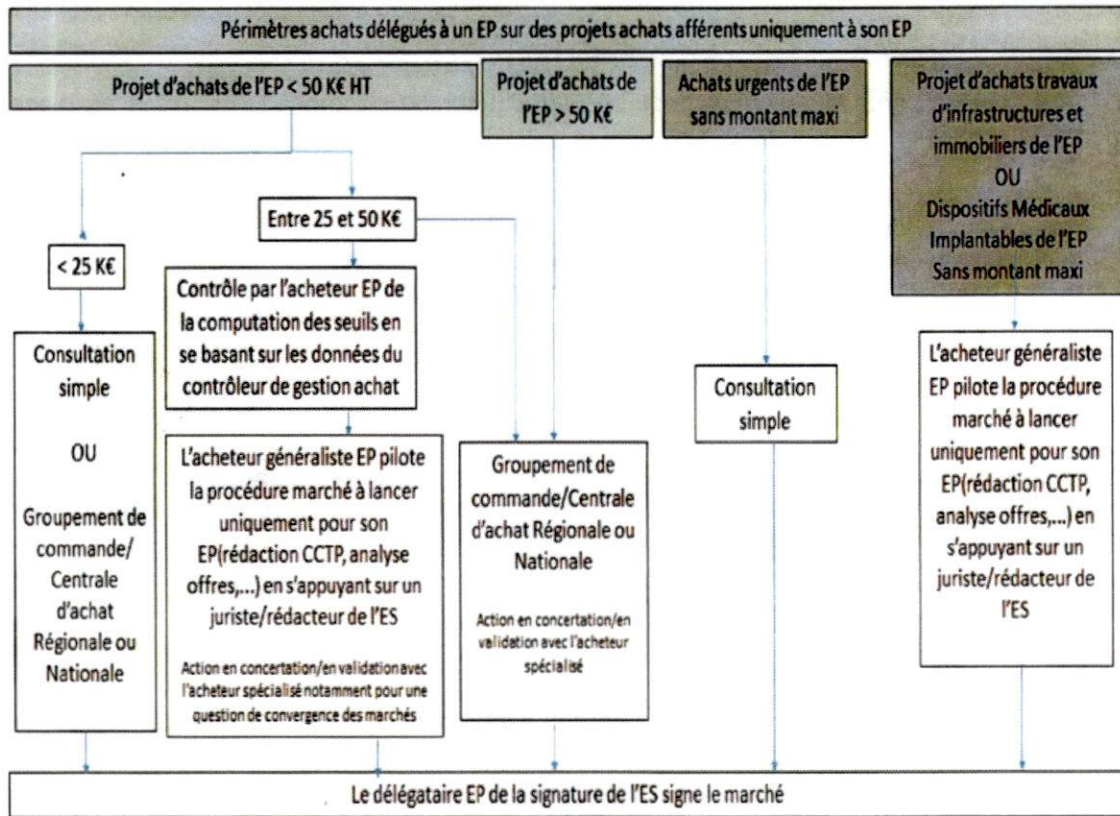 Périmètres achats délégués à un EP sur des projets achats afférents uniquement à son EP
Projet d'achats de l'EP < 50 K€ HT
Projet d'achats de
l'EP > 50 K€
Achats urgents de l'EP
sans montant maxi
Projet d'achats travaux
d'infrastructures et
immobiliers de l'EP
OU
Dispositifs Médicaux
Implantables de l'EP
Sans montant maxi
< 25 K€
Entre 25 et 50 K€
Consultation
simple
OU
Groupement de
commande/
Centrale
d'achat
Régionale ou
Nationale
Contrôle par l'acheteur EP de
la computation des seuils en
se basant sur les données du
contrôleur de gestion achat
L'acheteur généraliste EP pilote
la procédure marché à lancer
uniquement pour son
EP(rédaction CCTP, analyse
offres,...) en s'appuyant sur un
juriste/rédacteur de l'ES
Action en concertation/en validation avec
l'acheteur spécialisé notamment pour une
question de convergence des marchés
Groupement de
commande/Centrale
d'achat Régionale ou
Nationale
Action en concertation/en
validation avec l'acheteur
spécialisé
Consultation
simple
L'acheteur généraliste
EP pilote la procédure
marché à lancer
uniquement pour son
EP(rédaction CCTP,
analyse offres,...) en
s'appuyant sur un
juriste/rédacteur de
l'ES
Le délégataire EP de la signature de l'ES signe le marché